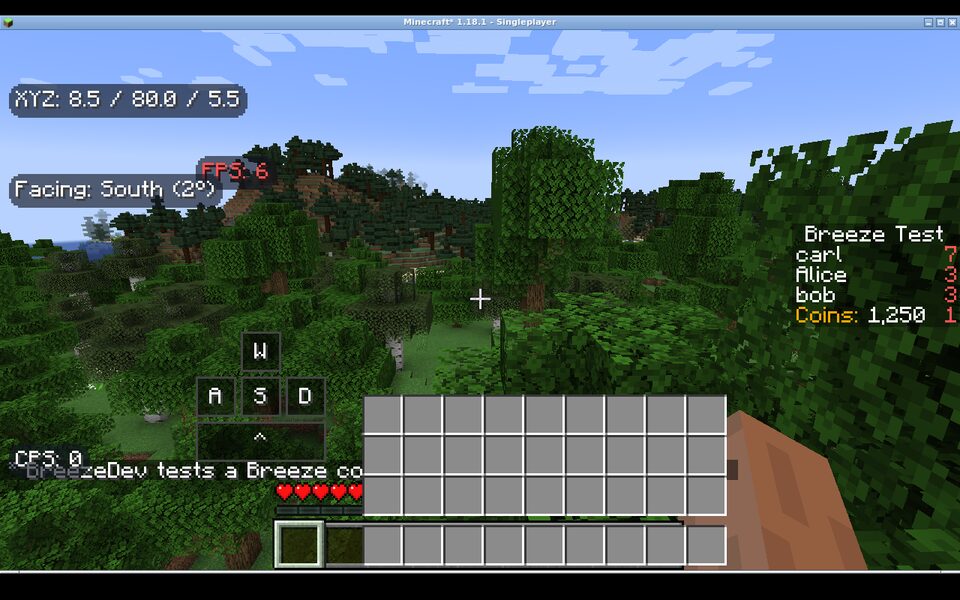 Minecraft* 1.18.1 - Singleplayer
XYZ: 8.5 / 80.0 / 5.5
FPS: 6
Facing: South (2°)
Breeze Test
carl 7
Alice 3
bob 3
Coins: 1,250 1
W
A S D
^
CPS: 0
* BreezeDev tests a Breeze co